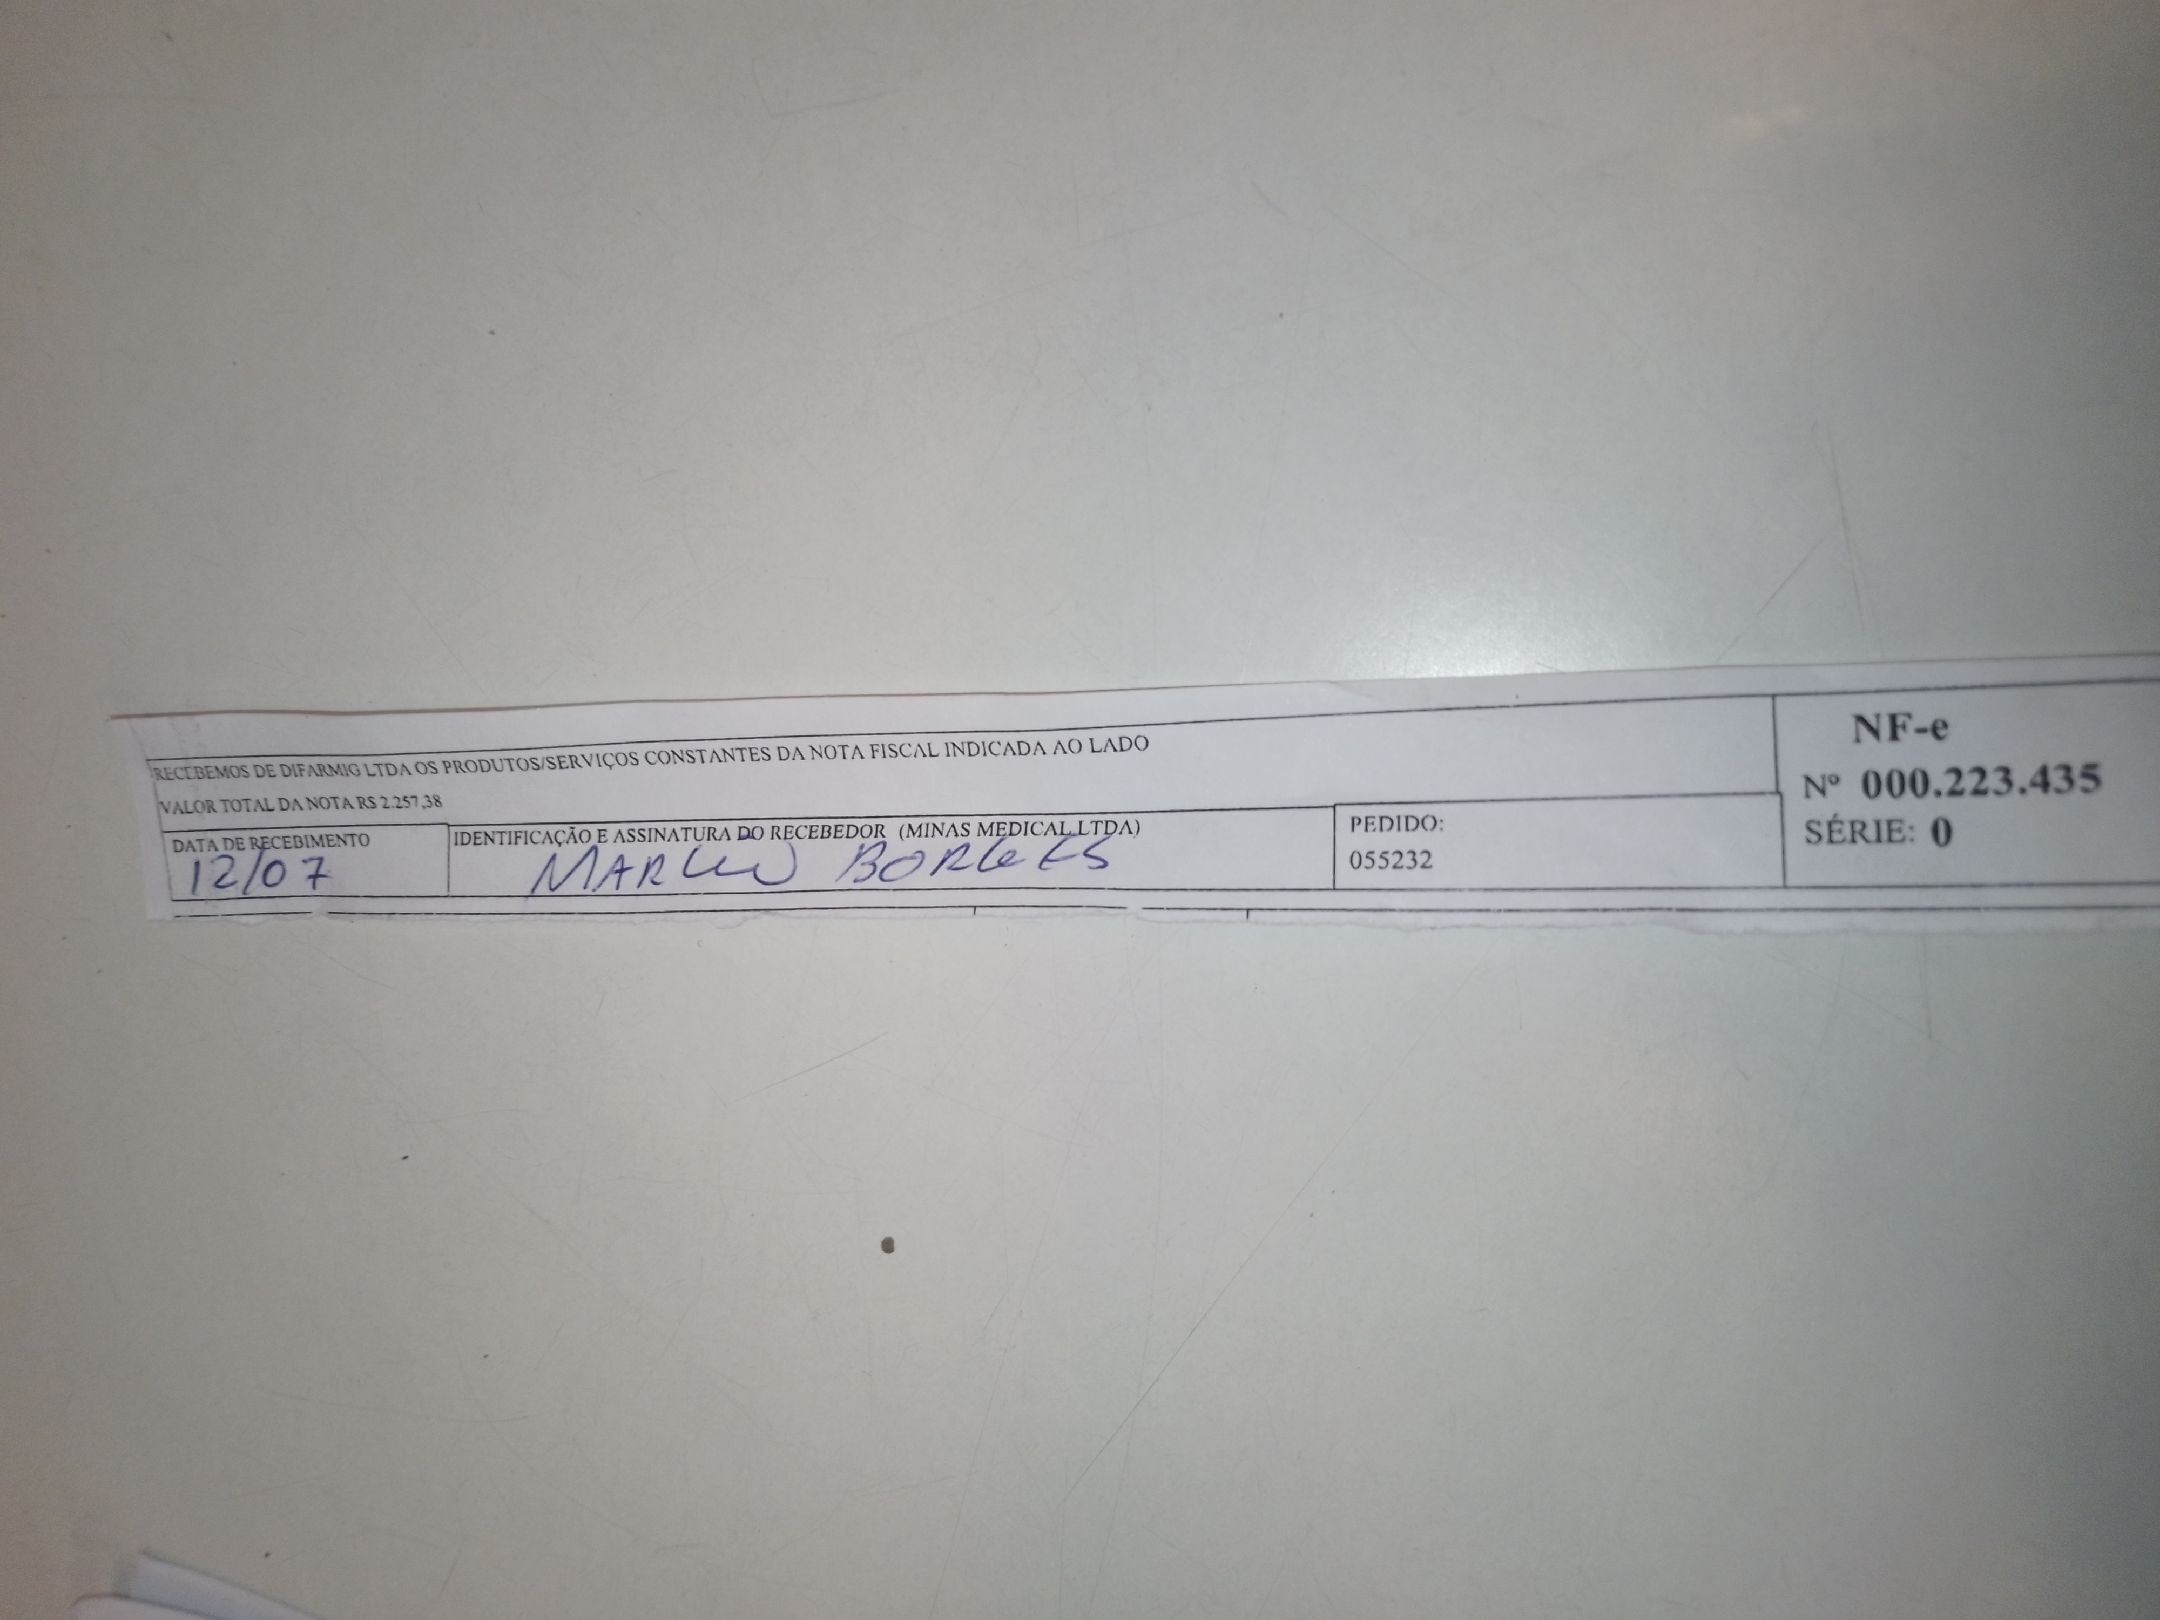 RECEBEMOS DE DIFARMIG LTDA OS PRODUTOS/SERVIÇOS CONSTANTES DA NOTA FISCAL INDICADA AO LADO
VALOR TOTAL DA NOTA R$ 2.257,38
DATA DE RECEBIMENTO
12/07
IDENTIFICAÇÃO E ASSINATURA DO RECEBEDOR (MINAS MEDICAL LTDA)
MARCIO BORGES
PEDIDO:
055232
NF-e
Nº 000.223.435
SÉRIE: 0